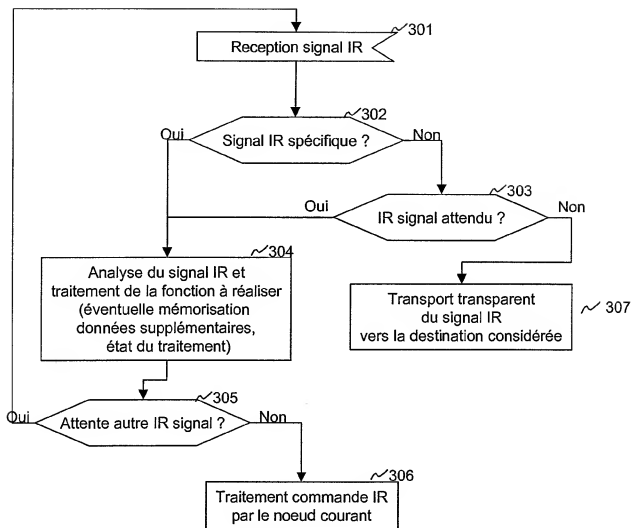 301
Reception signal IR
302
Oui
Signal IR spécifique ?
Non
303
Oui
IR signal attendu ?
Non
304
Analyse du signal IR et
traitement de la fonction à réaliser
(éventuelle mémorisation
données supplémentaires,
état du traitement)
Transport transparent
du signal IR
vers la destination considérée
307
305
Oui
Attente autre IR signal ?
Non
306
Traitement commande IR
par le noeud courant